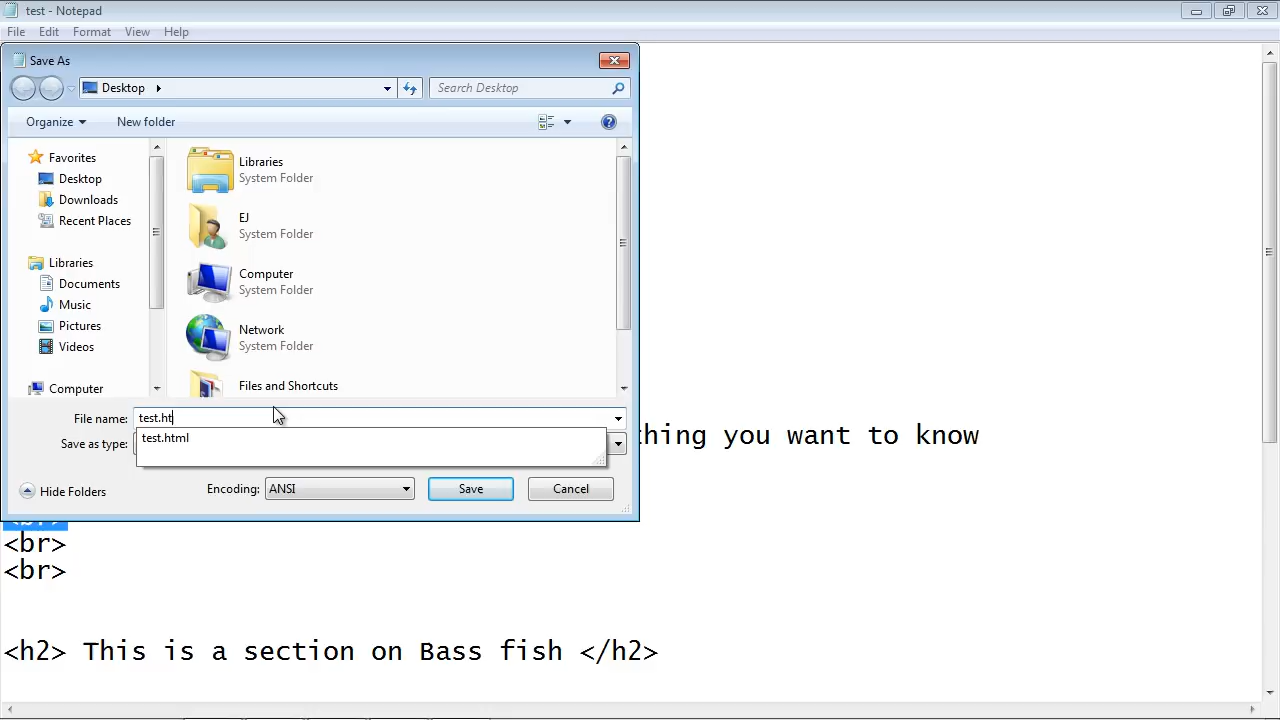 test - Notepad
File Edit Format View Help
Save As
Desktop
Search Desktop
Organize New folder
Favorites
Desktop
Downloads
Recent Places
Libraries
Documents
Music
Pictures
Videos
Computer
Libraries
System Folder
EJ
System Folder
Computer
System Folder
Network
System Folder
Files and Shortcuts
File name: test.ht
test.html
Save as type:
Hide Folders
Encoding: ANSI
Save
Cancel
you want to know
<br>
<br>
<h2> This is a section on Bass fish </h2>